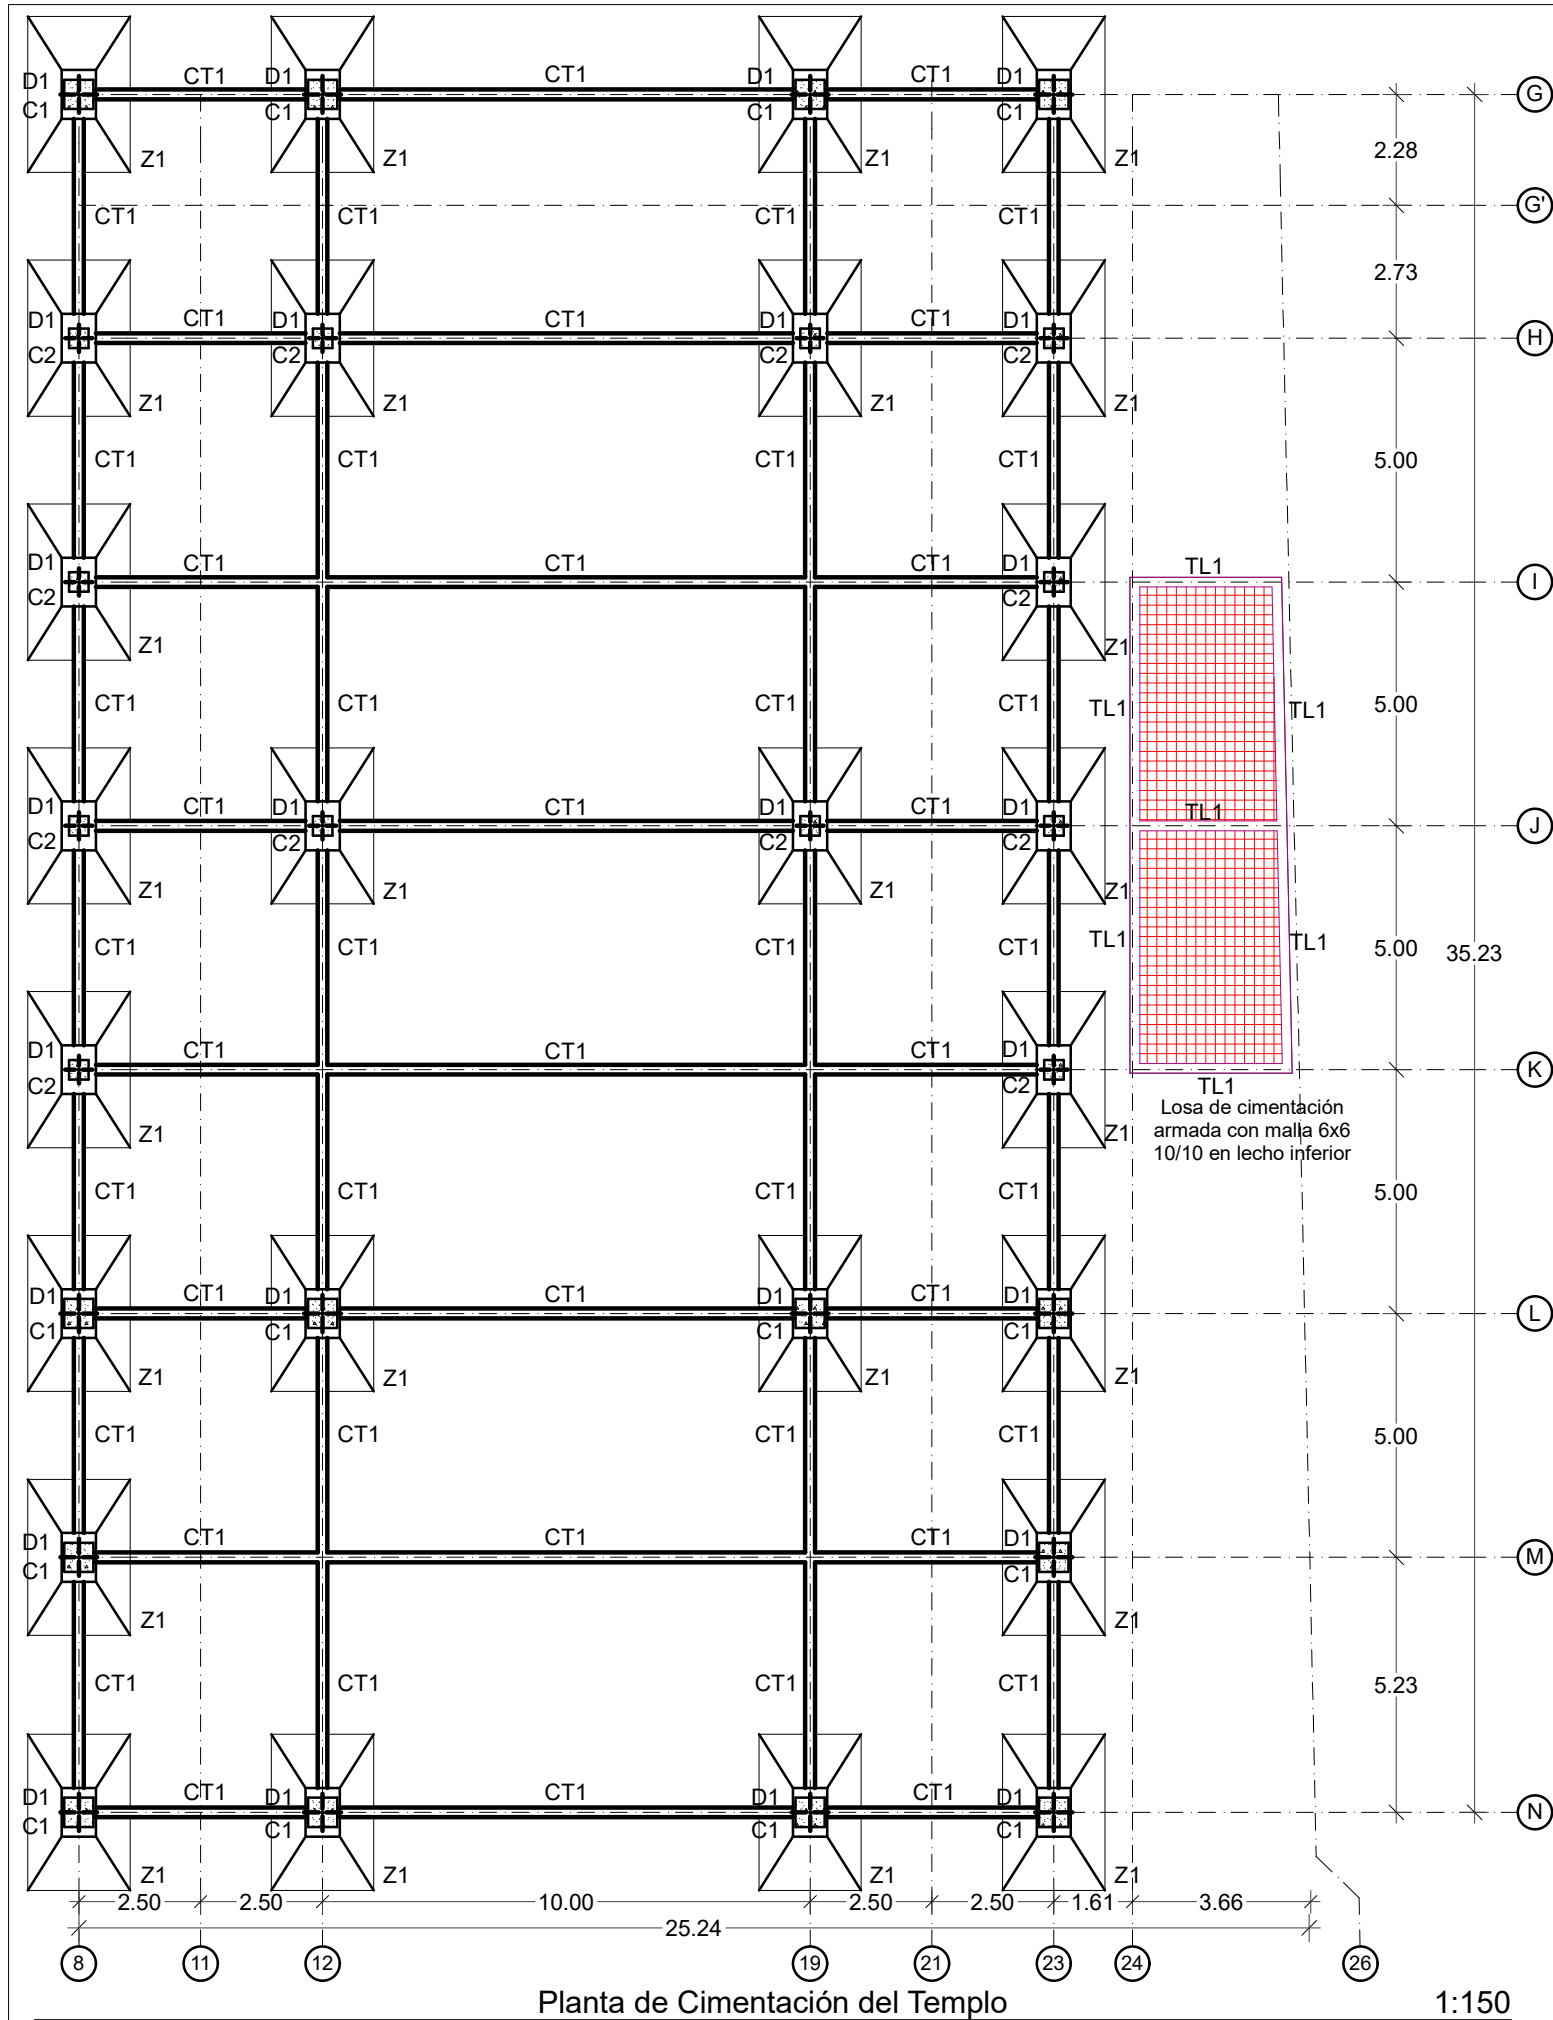 D1 CT1 D1 CT1 D1 CT1 D1 G
C1 C1 C1 C1
Z1 Z1 Z1 Z1 2.28
CT1 CT1 CT1 CT1 G'
2.73
D1 CT1 D1 CT1 D1 CT1 D1 H
C2 C2 C2 C2
Z1 Z1 Z1 Z1
CT1 CT1 CT1 CT1 5.00
D1 CT1 CT1 CT1 D1 TL1 I
C2 C2
Z1 Z1
CT1 CT1 CT1 CT1 TL1 TL1 5.00
D1 CT1 D1 CT1 D1 CT1 D1 TL1 J
C2 C2 C2 C2
Z1 Z1 Z1 Z1
CT1 CT1 CT1 CT1 TL1 TL1 5.00 35.23
D1 CT1 CT1 CT1 D1 K
C2 C2 TL1
Losa de cimentación
armada con malla 6x6
10/10 en lecho inferior
Z1 Z1
CT1 CT1 CT1 CT1 5.00
D1 CT1 D1 CT1 D1 CT1 D1 L
C1 C1 C1 C1
Z1 Z1 Z1 Z1
CT1 CT1 CT1 CT1 5.00
D1 CT1 CT1 CT1 D1 M
C1 C1
Z1 Z1
CT1 CT1 CT1 CT1 5.23
D1 CT1 D1 CT1 D1 CT1 D1 N
C1 C1 C1 C1
Z1 Z1 Z1 Z1
2.50 2.50 10.00 2.50 2.50 1.61 3.66
25.24
8 11 12 19 21 23 24 26
Planta de Cimentación del Templo 1:150